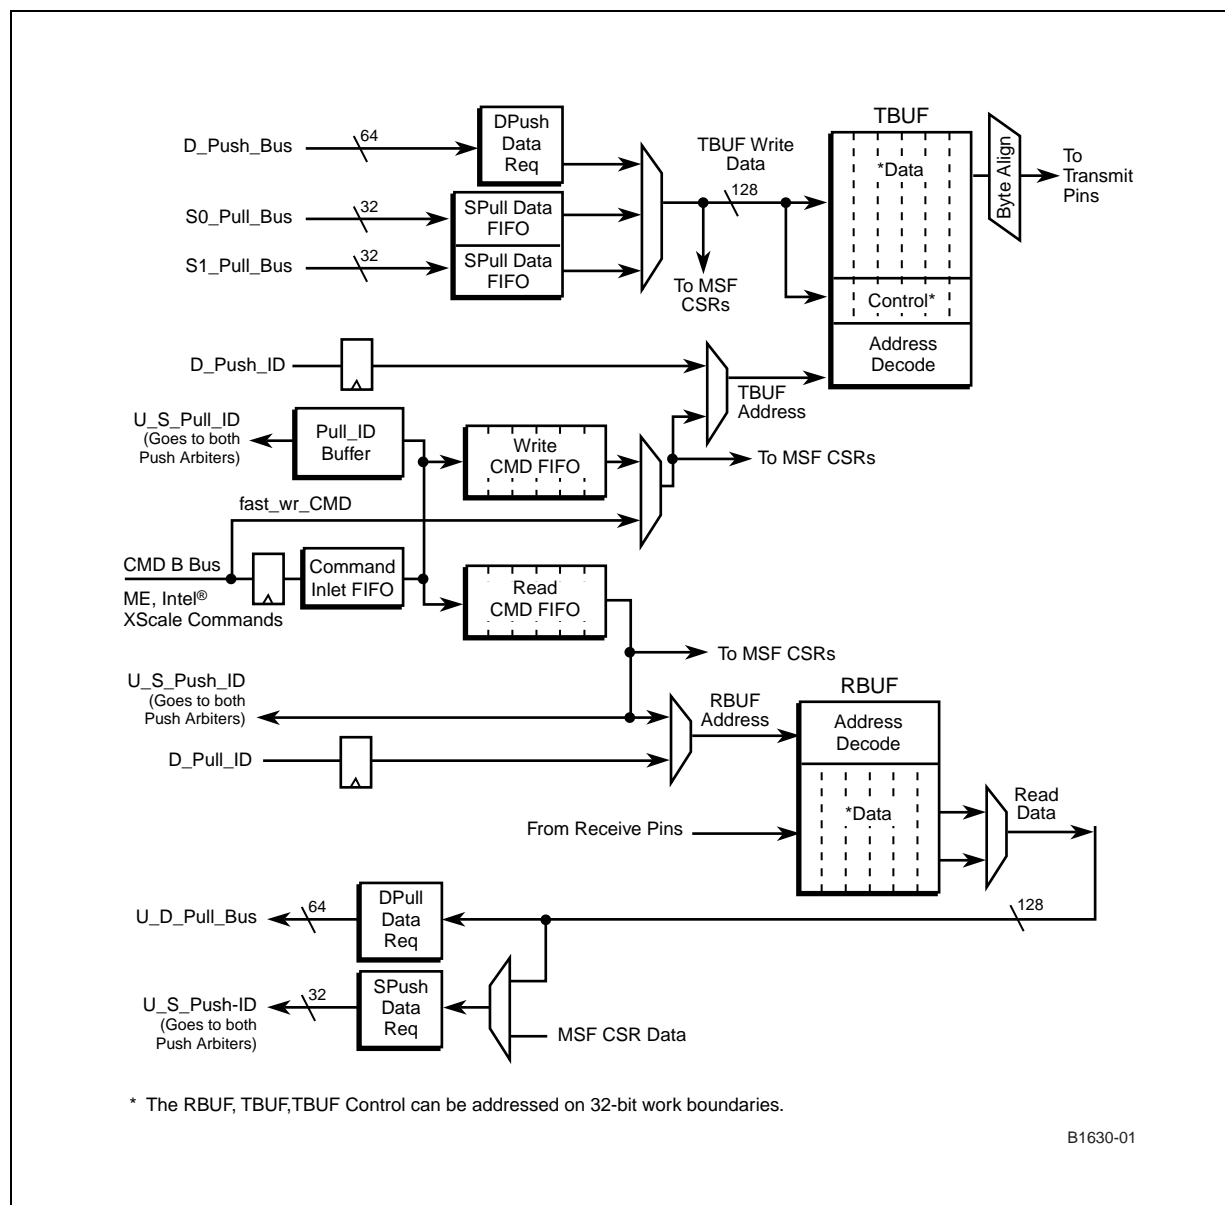 TBUF
D_Push_Bus
64
DPush
Data
Req
TBUF Write
Data
128
*Data
Byte Align
To
Transmit
Pins
S0_Pull_Bus
32
SPull Data
FIFO
S1_Pull_Bus
32
SPull Data
FIFO
To MSF
CSRs
Control*
Address
Decode
D_Push_ID
TBUF
Address
U_S_Pull_ID
(Goes to both
Push Arbiters)
Pull_ID
Buffer
Write
CMD FIFO
To MSF CSRs
fast_wr_CMD
CMD B Bus
ME, Intel®
XScale Commands
Command
Inlet FIFO
Read
CMD FIFO
To MSF CSRs
U_S_Push_ID
(Goes to both
Push Arbiters)
RBUF
Address
RBUF
Address
Decode
D_Pull_ID
From Receive Pins
*Data
Read
Data
U_D_Pull_Bus
64
DPull
Data
Req
128
U_S_Push-ID
(Goes to both
Push Arbiters)
32
SPush
Data
Req
MSF CSR Data
* The RBUF, TBUF,TBUF Control can be addressed on 32-bit work boundaries.
B1630-01